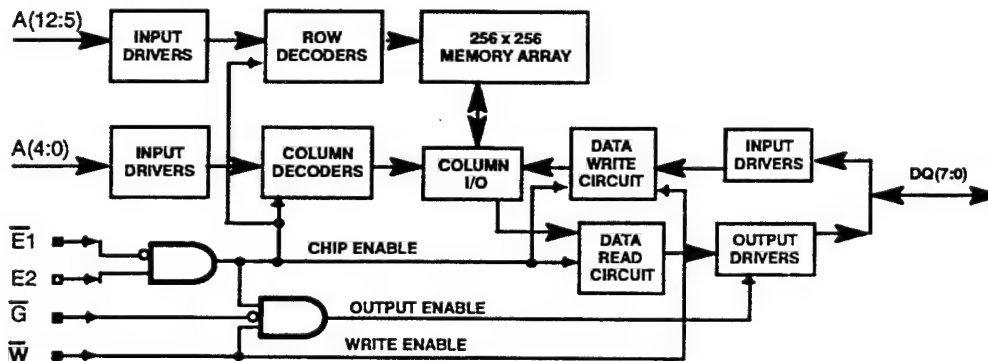 A(12:5)
INPUT
DRIVERS
ROW
DECODERS
256 x 256
MEMORY ARRAY
A(4:0)
INPUT
DRIVERS
COLUMN
DECODERS
COLUMN
I/O
DATA
WRITE
CIRCUIT
INPUT
DRIVERS
DQ(7:0)
E1
CHIP ENABLE
DATA
READ
CIRCUIT
OUTPUT
DRIVERS
E2
G
OUTPUT ENABLE
W
WRITE ENABLE